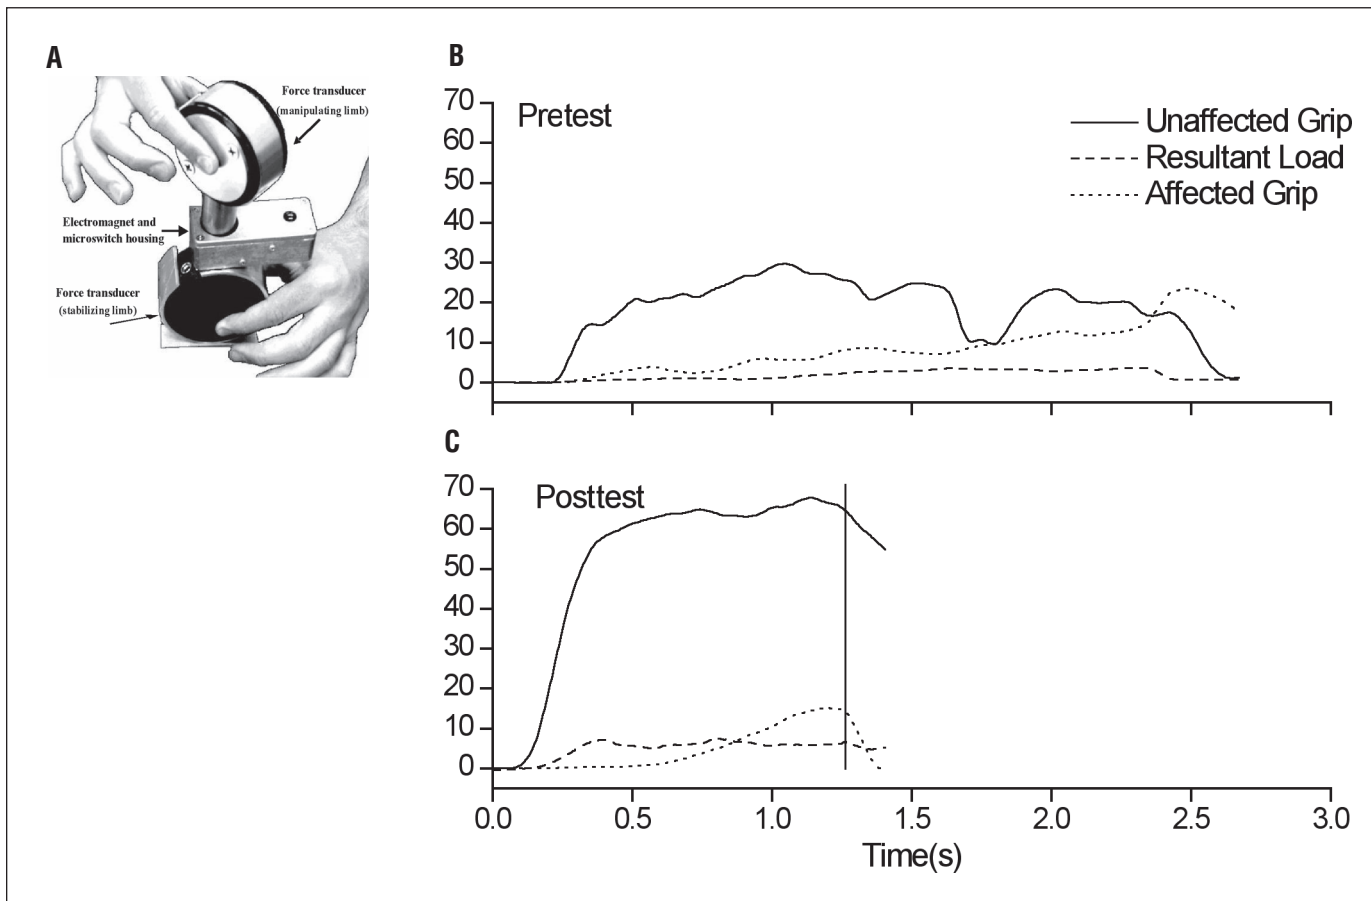 A
Force transducer
(manipulating limb)
Electromagnet and
microswitch housing
Force transducer
(stabilizing limb)
B
Pretest
70
60
50
40
30
20
10
0
Unaffected Grip
Resultant Load
Affected Grip
C
Posttest
70
60
50
40
30
20
10
0
0.0 0.5 1.0 1.5 2.0 2.5 3.0
Time(s)